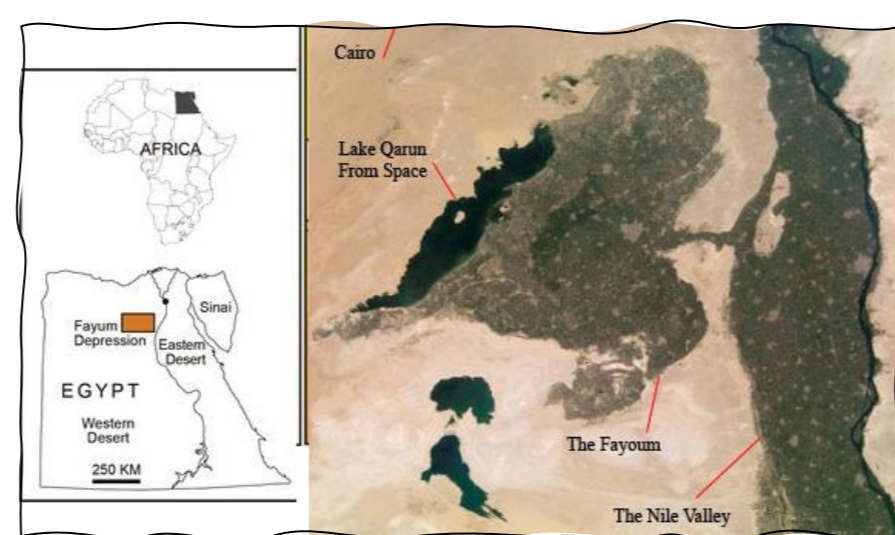 AFRICA
Sinai
Fayum
Depression
Eastern
Desert
EGYPT
Western
Desert
250 KM
Cairo
Lake Qarun
From Space
The Fayoum
The Nile Valley